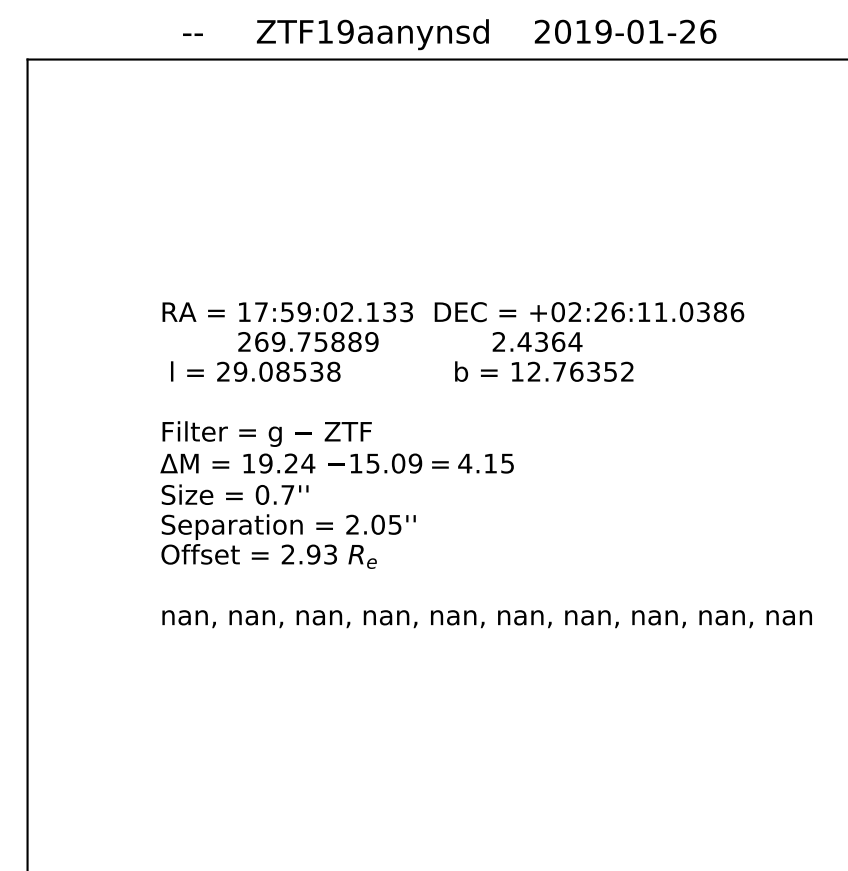 -- ZTF19aanynsd 2019-01-26
RA = 17:59:02.133 DEC = +02:26:11.0386
269.75889 2.4364
l = 29.08538 b = 12.76352
Filter = g − ZTF
ΔM = 19.24 −15.09 = 4.15
Size = 0.7''
Separation = 2.05''
Offset = 2.93 Re
nan, nan, nan, nan, nan, nan, nan, nan, nan, nan